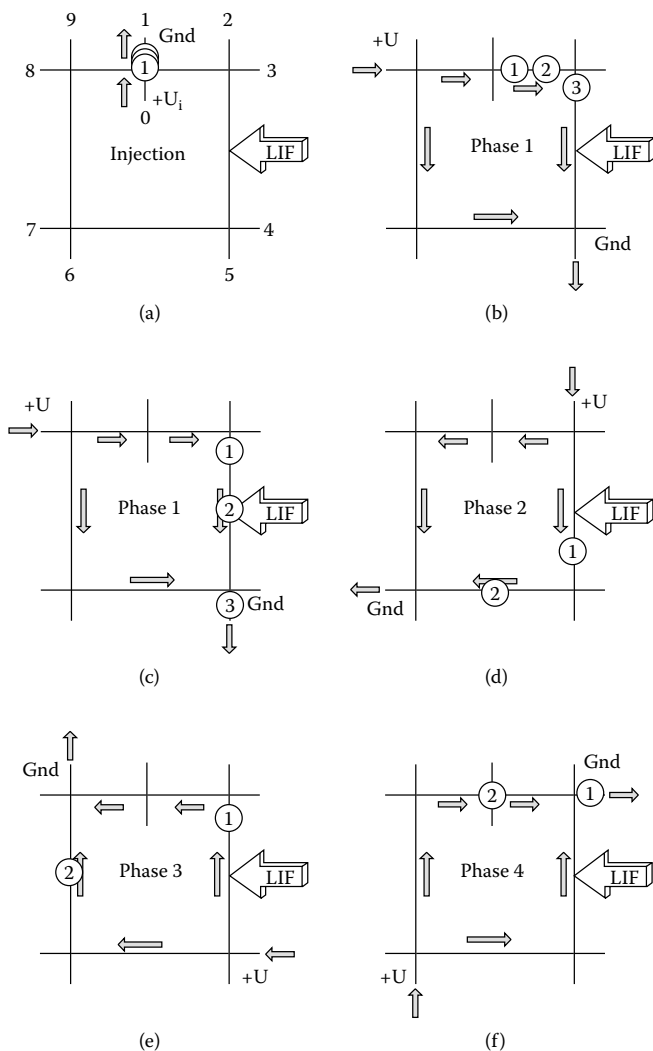 9 1 2
Gnd
8 1 3
+Uᵢ
0
Injection LIF
7 4
6 5
(a)
+U
1 2
3
Phase 1 LIF
Gnd
(b)
+U
1
Phase 1 2 LIF
3 Gnd
(c)
+U
Phase 2 LIF
1
2
Gnd
(d)
Gnd
1
2 Phase 3 LIF
+U
(e)
Gnd
2 1
Phase 4 LIF
+U
(f)